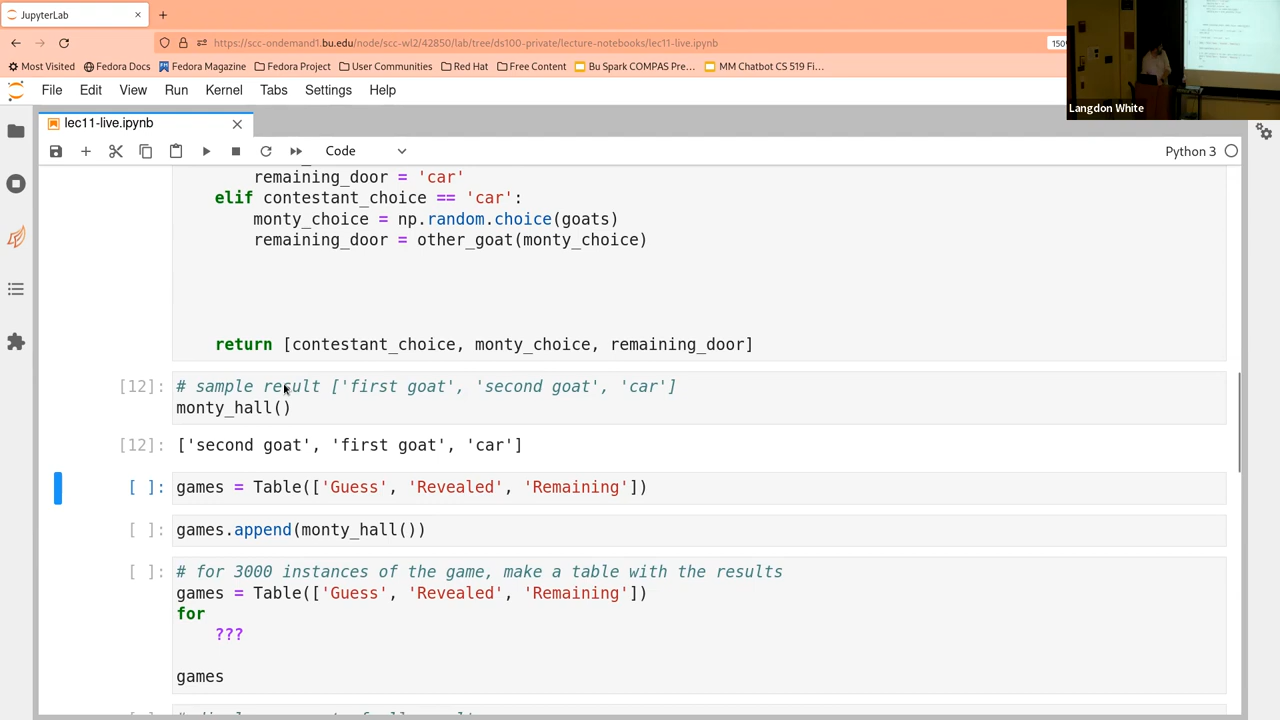 JupyterLab
https://scc-ondemand1.bu.edu/node/scc-wl2/42850/lab/tree/ds100-private/lecture-notebooks/lec11-live.ipynb
Most Visited Fedora Docs Fedora Magazine Fedora Project User Communities Red Hat Free Content Bu Spark COMPAS Pre… MM Chatbot CS 519 Fi…
Langdon White
File Edit View Run Kernel Tabs Settings Help
lec11-live.ipynb
Code Python 3
remaining_door = 'car'
elif contestant_choice == 'car':
monty_choice = np.random.choice(goats)
remaining_door = other_goat(monty_choice)
return [contestant_choice, monty_choice, remaining_door]
[12]: # sample result ['first goat', 'second goat', 'car']
monty_hall()
[12]: ['second goat', 'first goat', 'car']
[ ]: games = Table(['Guess', 'Revealed', 'Remaining'])
[ ]: games.append(monty_hall())
[ ]: # for 3000 instances of the game, make a table with the results
games = Table(['Guess', 'Revealed', 'Remaining'])
for
???
games